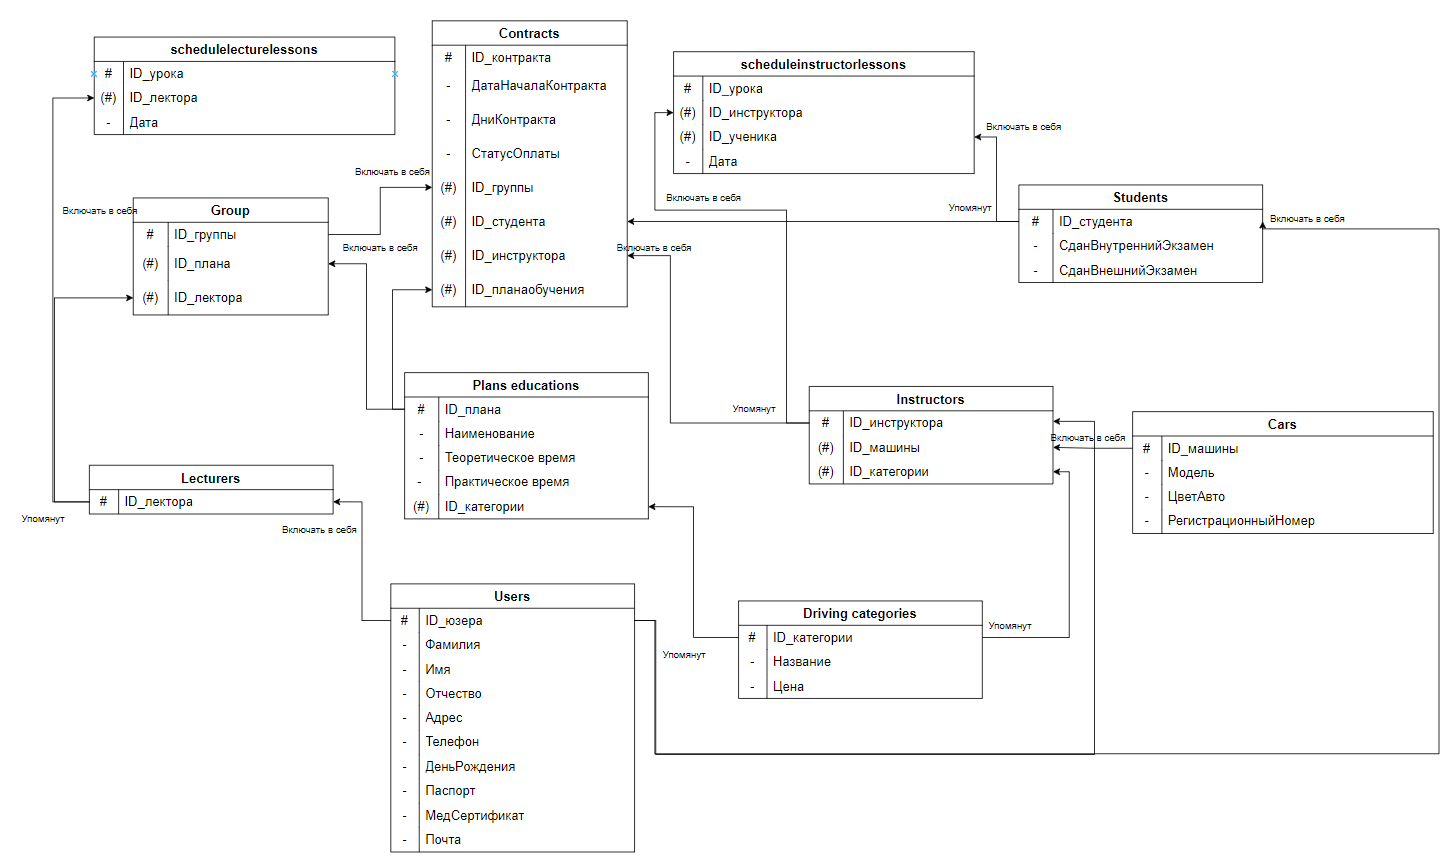 schedulelecturelessons
# ID_урока
(#) ID_лектора
- Дата
Contracts
# ID_контракта
- ДатаНачалаКонтракта
- ДниКонтракта
- СтатусОплаты
(#) ID_группы
(#) ID_студента
(#) ID_инструктора
(#) ID_планаобучения
scheduleinstructorlessons
# ID_урока
(#) ID_инструктора
(#) ID_ученика
- Дата
Включать в себя
Включать в себя
Включать в себя
Упомянут
Students
# ID_студента
- СданВнутреннийЭкзамен
- СданВнешнийЭкзамен
Включать в себя
Включать в себя
Group
# ID_группы
(#) ID_плана
(#) ID_лектора
Включать в себя
Включать в себя
Plans educations
# ID_плана
- Наименование
- Теоретическое время
- Практическое время
(#) ID_категории
Упомянут
Instructors
# ID_инструктора
(#) ID_машины
(#) ID_категории
Включать в себя
Cars
# ID_машины
- Модель
- ЦветАвто
- РегистрационныйНомер
Lecturers
# ID_лектора
Упомянут
Включать в себя
Users
# ID_юзера
- Фамилия
- Имя
- Отчество
- Адрес
- Телефон
- ДеньРождения
- Паспорт
- МедСертификат
- Почта
Упомянут
Driving categories
# ID_категории
- Название
- Цена
Упомянут